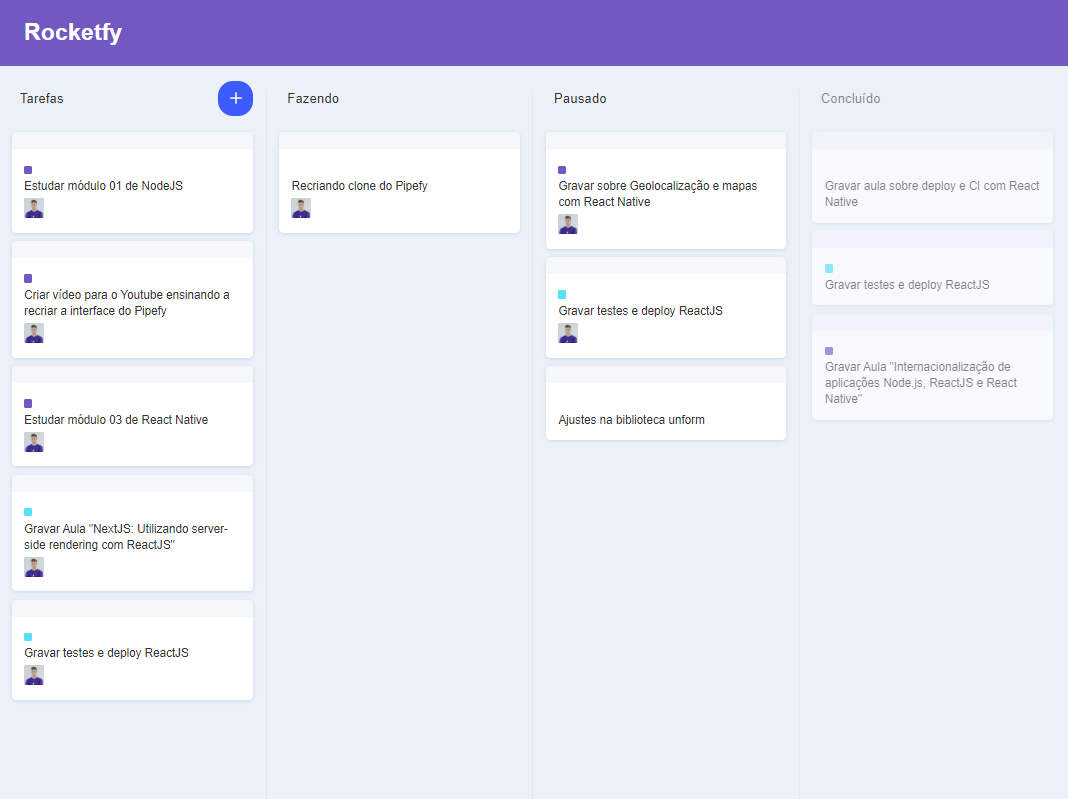 Rocketfy
Tarefas
+
Estudar módulo 01 de NodeJS
Criar vídeo para o Youtube ensinando a
recriar a interface do Pipefy
Estudar módulo 03 de React Native
Gravar Aula "NextJS: Utilizando server-
side rendering com ReactJS"
Gravar testes e deploy ReactJS
Fazendo
Recriando clone do Pipefy
Pausado
Gravar sobre Geolocalização e mapas
com React Native
Gravar testes e deploy ReactJS
Ajustes na biblioteca unform
Concluído
Gravar aula sobre deploy e CI com React
Native
Gravar testes e deploy ReactJS
Gravar Aula "Internacionalização de
aplicações Node.js, ReactJS e React
Native"